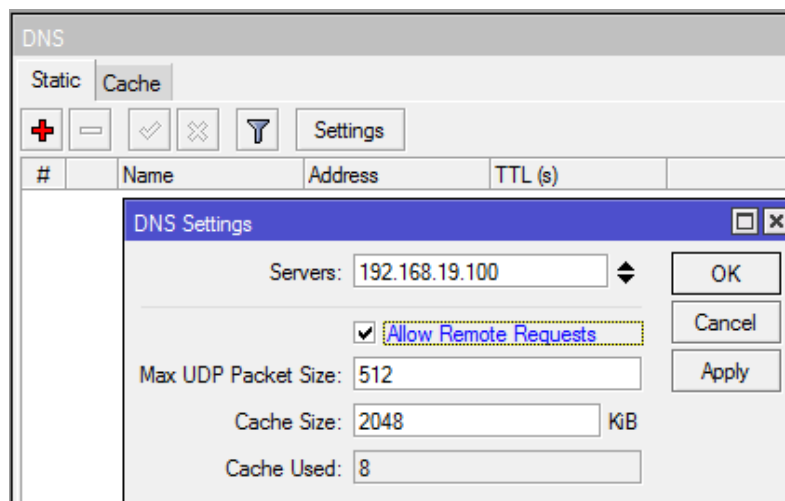 DNS
Static Cache
Settings
# Name Address TTL (s)
DNS Settings
Servers: 192.168.19.100 OK
Allow Remote Requests Cancel
Max UDP Packet Size: 512 Apply
Cache Size: 2048 KiB
Cache Used: 8